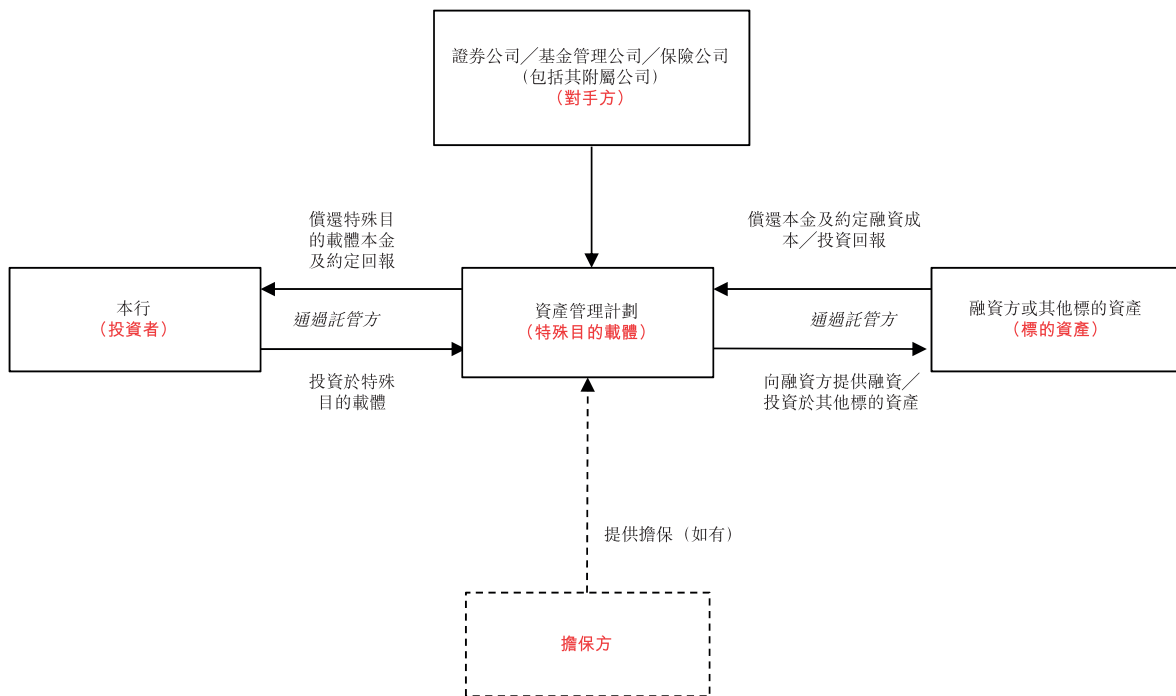 證券公司／基金管理公司／保險公司
（包括其附屬公司）
（對手方）
償還特殊目
的載體本金
及約定回報
償還本金及約定融資成
本／投資回報
本行
（投資者）
通過託管方
資產管理計劃
（特殊目的載體）
通過託管方
融資方或其他標的資產
（標的資產）
投資於特殊
目的載體
向融資方提供融資／
投資於其他標的資產
提供擔保（如有）
擔保方